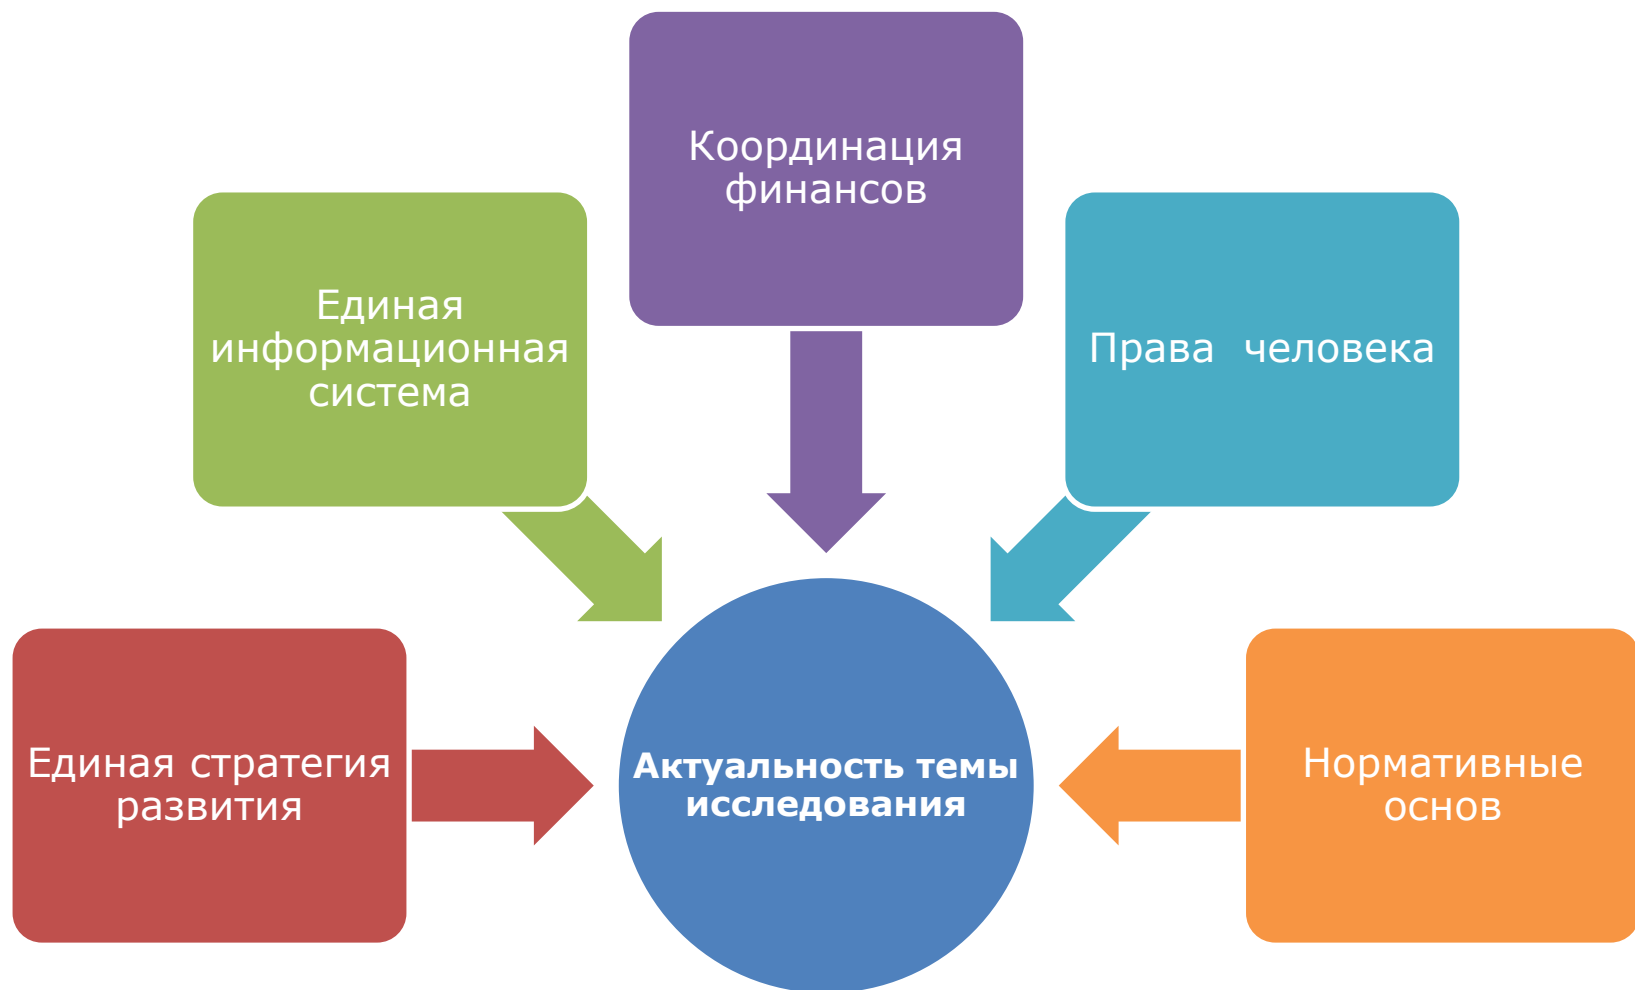 Координация
финансов
Единая
информационная
система
Права  человека
Единая стратегия
развития
Актуальность темы
исследования
Нормативные
основ